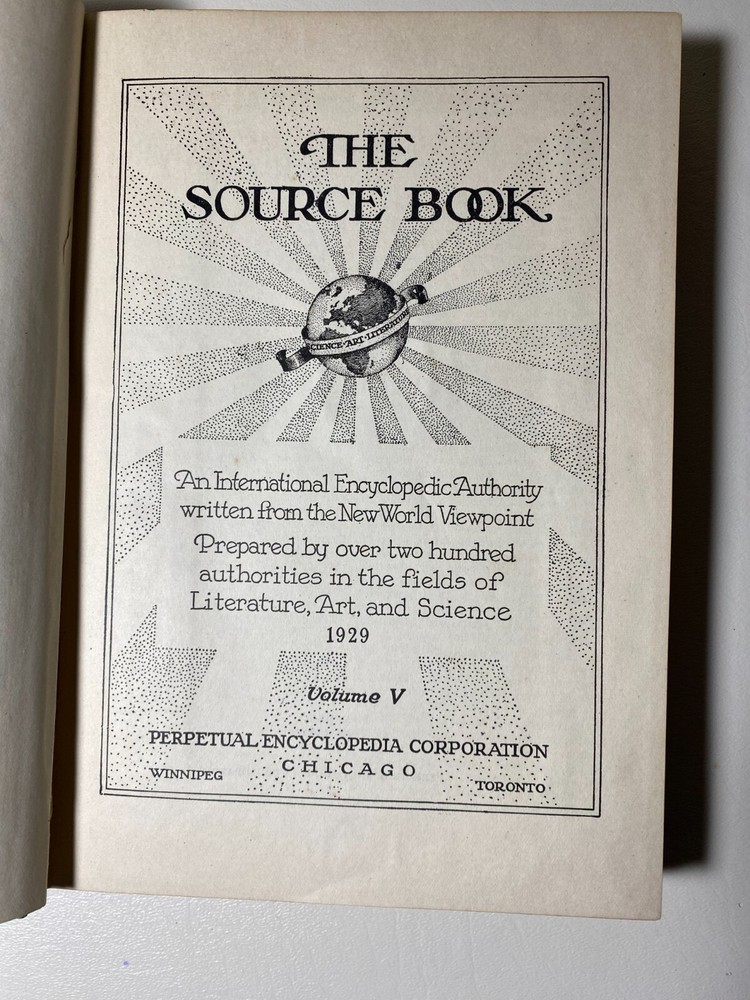 THE
SOURCE BOOK
SCIENCE·ART·LITERATURE
An International Encyclopedic Authority
written from the New World Viewpoint
Prepared by over two hundred
authorities in the fields of
Literature, Art, and Science
1929
Volume V
PERPETUAL ENCYCLOPEDIA CORPORATION
CHICAGO
WINNIPEG
TORONTO